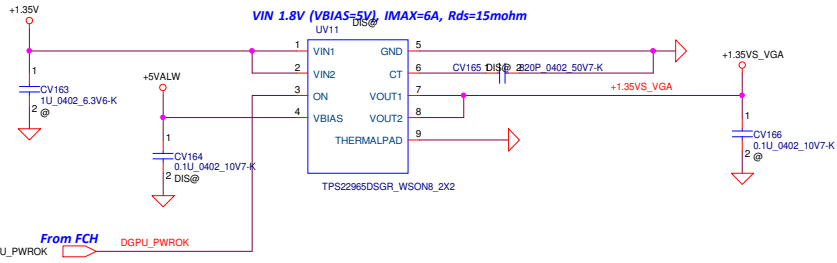 VIN 1.8V (VBIAS=5V), IMAX=6A, Rds=15mohm
+1.35V
DIS@
UV11
1 VIN1 GND 5
2 VIN2 CT 6 CV165 1 DIS@ 2 820P_0402_50V7-K
+1.35VS_VGA
3 ON VOUT1 7 +1.35VS_VGA
4 VBIAS VOUT2 8
THERMALPAD 9
TPS22965DSGR_WSON8_2X2
1
CV163
1U_0402_6.3V6-K
2 @
+5VALW
1
CV164
0.1U_0402_10V7-K
2 DIS@
1
CV166
0.1U_0402_10V7-K
2 @
From FCH
U_PWROK DGPU_PWROK